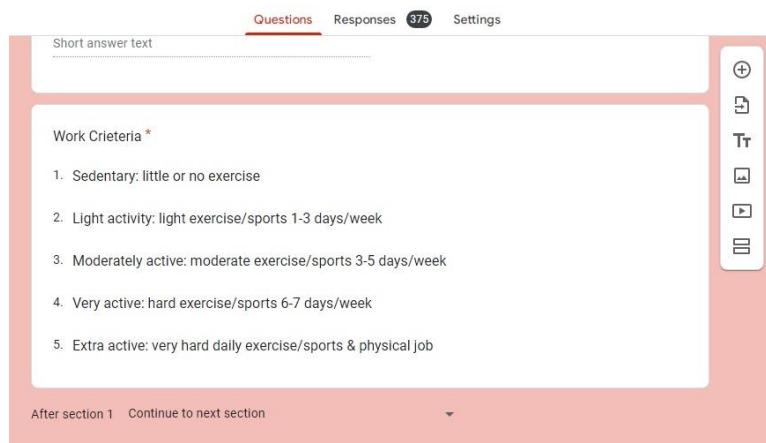 Questions Responses 375 Settings
Short answer text
Work Crieteria *
1. Sedentary: little or no exercise
2. Light activity: light exercise/sports 1-3 days/week
3. Moderately active: moderate exercise/sports 3-5 days/week
4. Very active: hard exercise/sports 6-7 days/week
5. Extra active: very hard daily exercise/sports & physical job
After section 1 Continue to next section